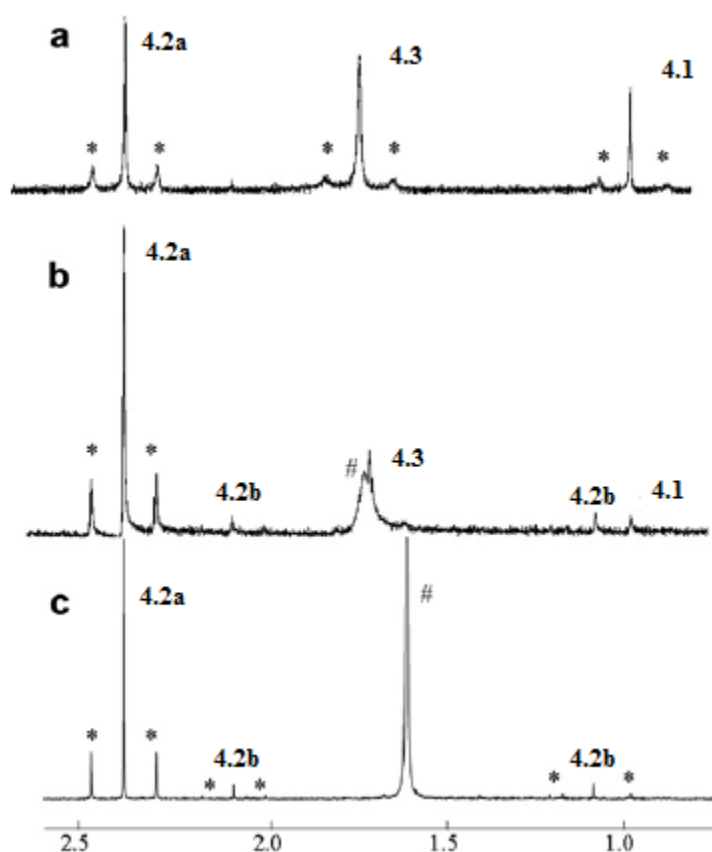 a 4.2a 4.3 4.1
* * * * * *
b 4.2a
* * 4.2b # 4.3 4.2b 4.1
c 4.2a #
* * 4.2b 4.2b
* * * *
2.5 2.0 1.5 1.0